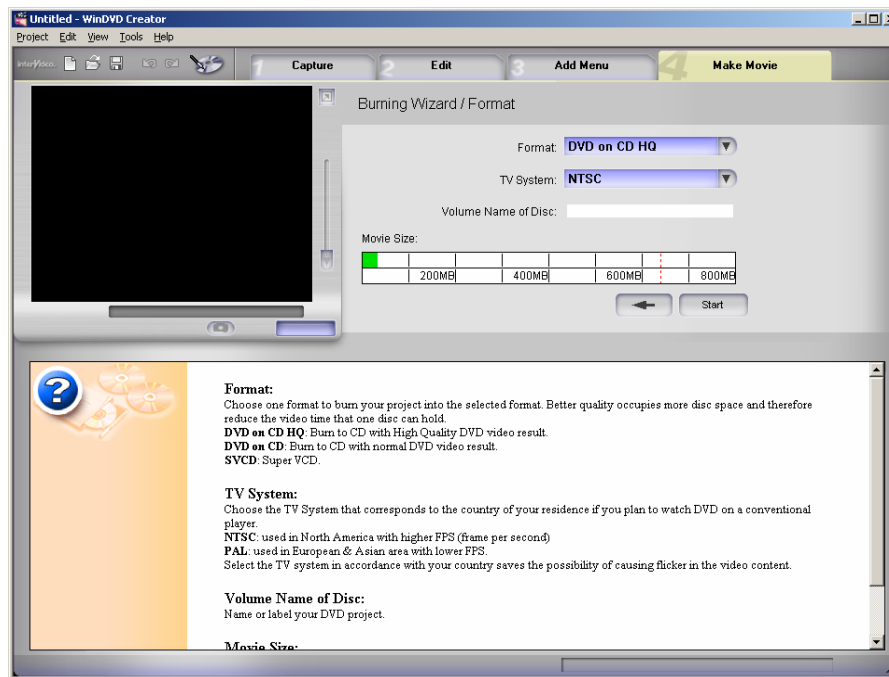 Untitled - WinDVD Creator
Project Edit View Tools Help
InterVideo. 1 Capture 2 Edit 3 Add Menu 4 Make Movie
Burning Wizard / Format
Format: DVD on CD HQ
TV System: NTSC
Volume Name of Disc:
Movie Size:
200MB 400MB 600MB 800MB
Start
Format:
Choose one format to burn your project into the selected format. Better quality occupies more disc space and therefore
reduce the video time that one disc can hold.
DVD on CD HQ: Burn to CD with High Quality DVD video result.
DVD on CD: Burn to CD with normal DVD video result.
SVCD: Super VCD.
TV System:
Choose the TV System that corresponds to the country of your residence if you plan to watch DVD on a conventional
player.
NTSC: used in North America with higher FPS (frame per second)
PAL: used in European & Asian area with lower FPS.
Select the TV system in accordance with your country saves the possibility of causing flicker in the video content.
Volume Name of Disc:
Name or label your DVD project.
Movie Size: